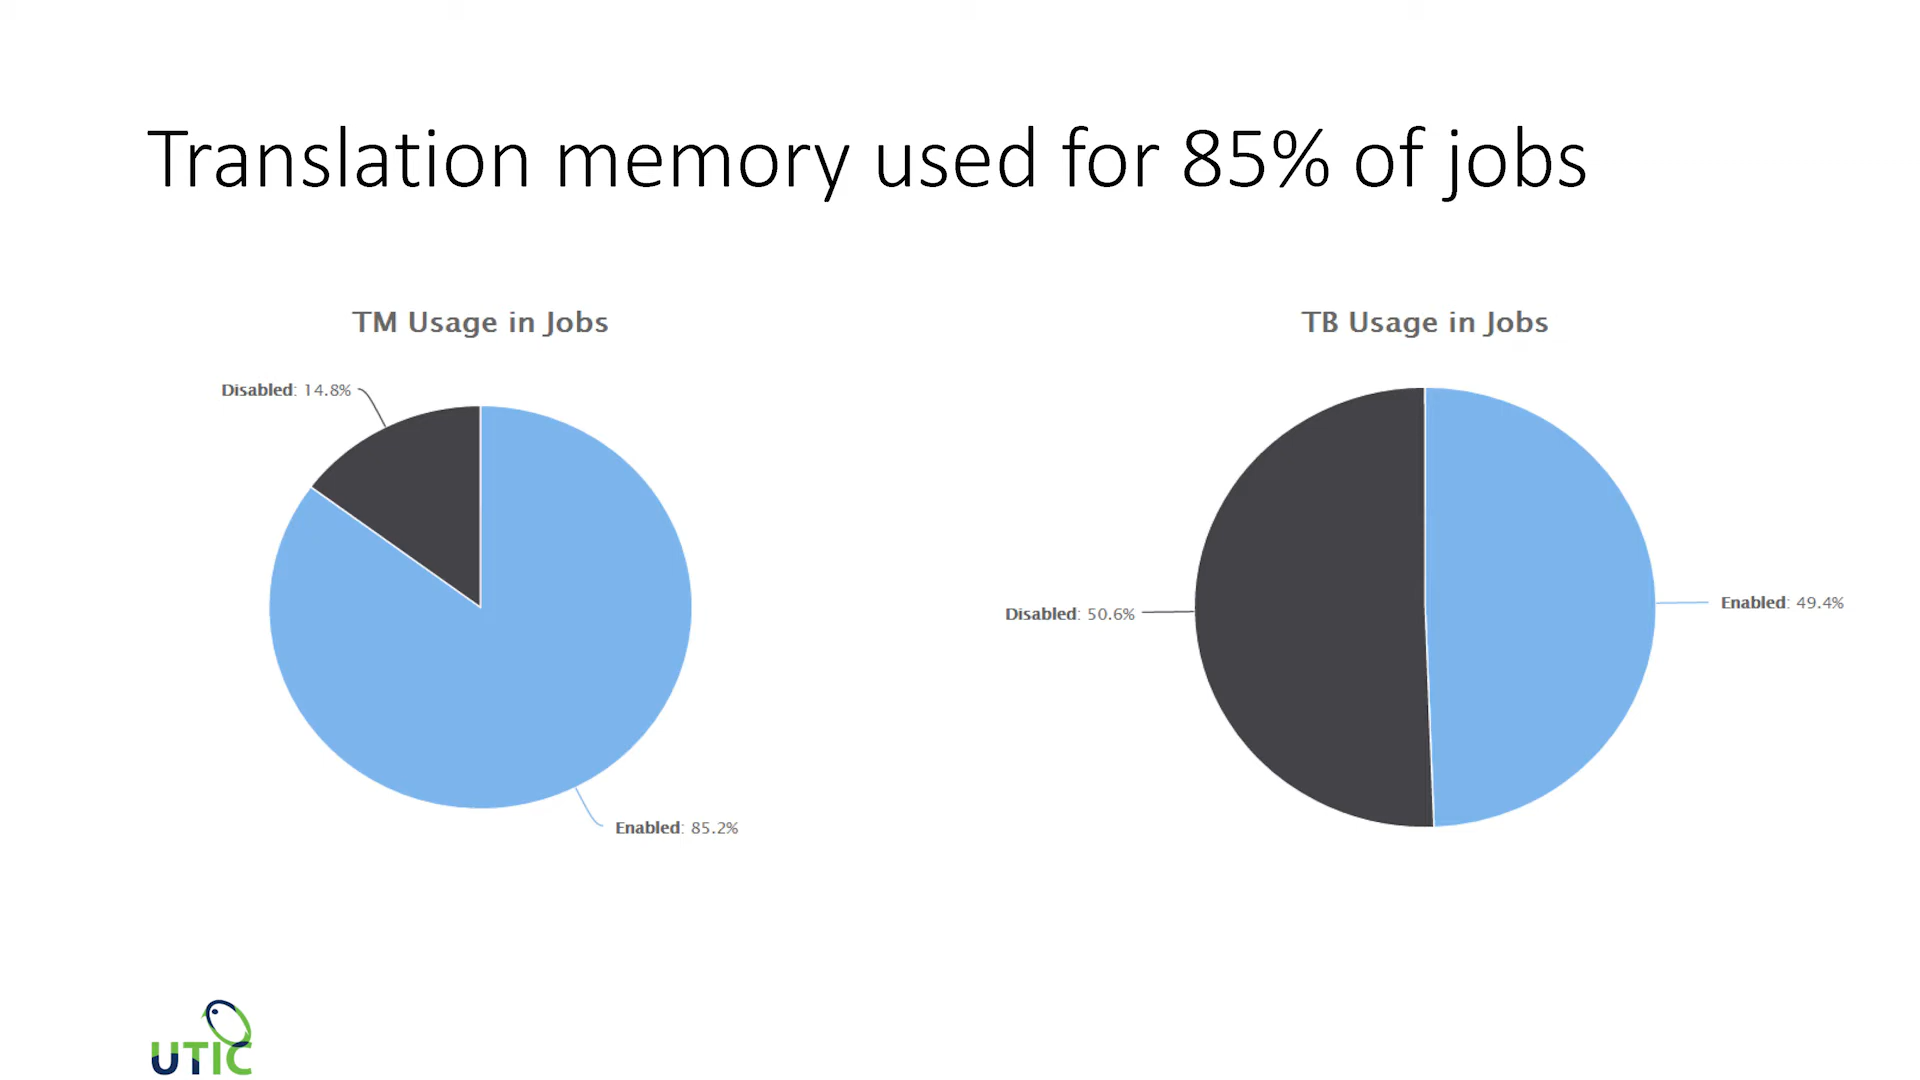 Translation memory used for 85% of jobs
TM Usage in Jobs
Disabled: 14.8%
Enabled: 85.2%
TB Usage in Jobs
Disabled: 50.6%
Enabled: 49.4%
UTIC